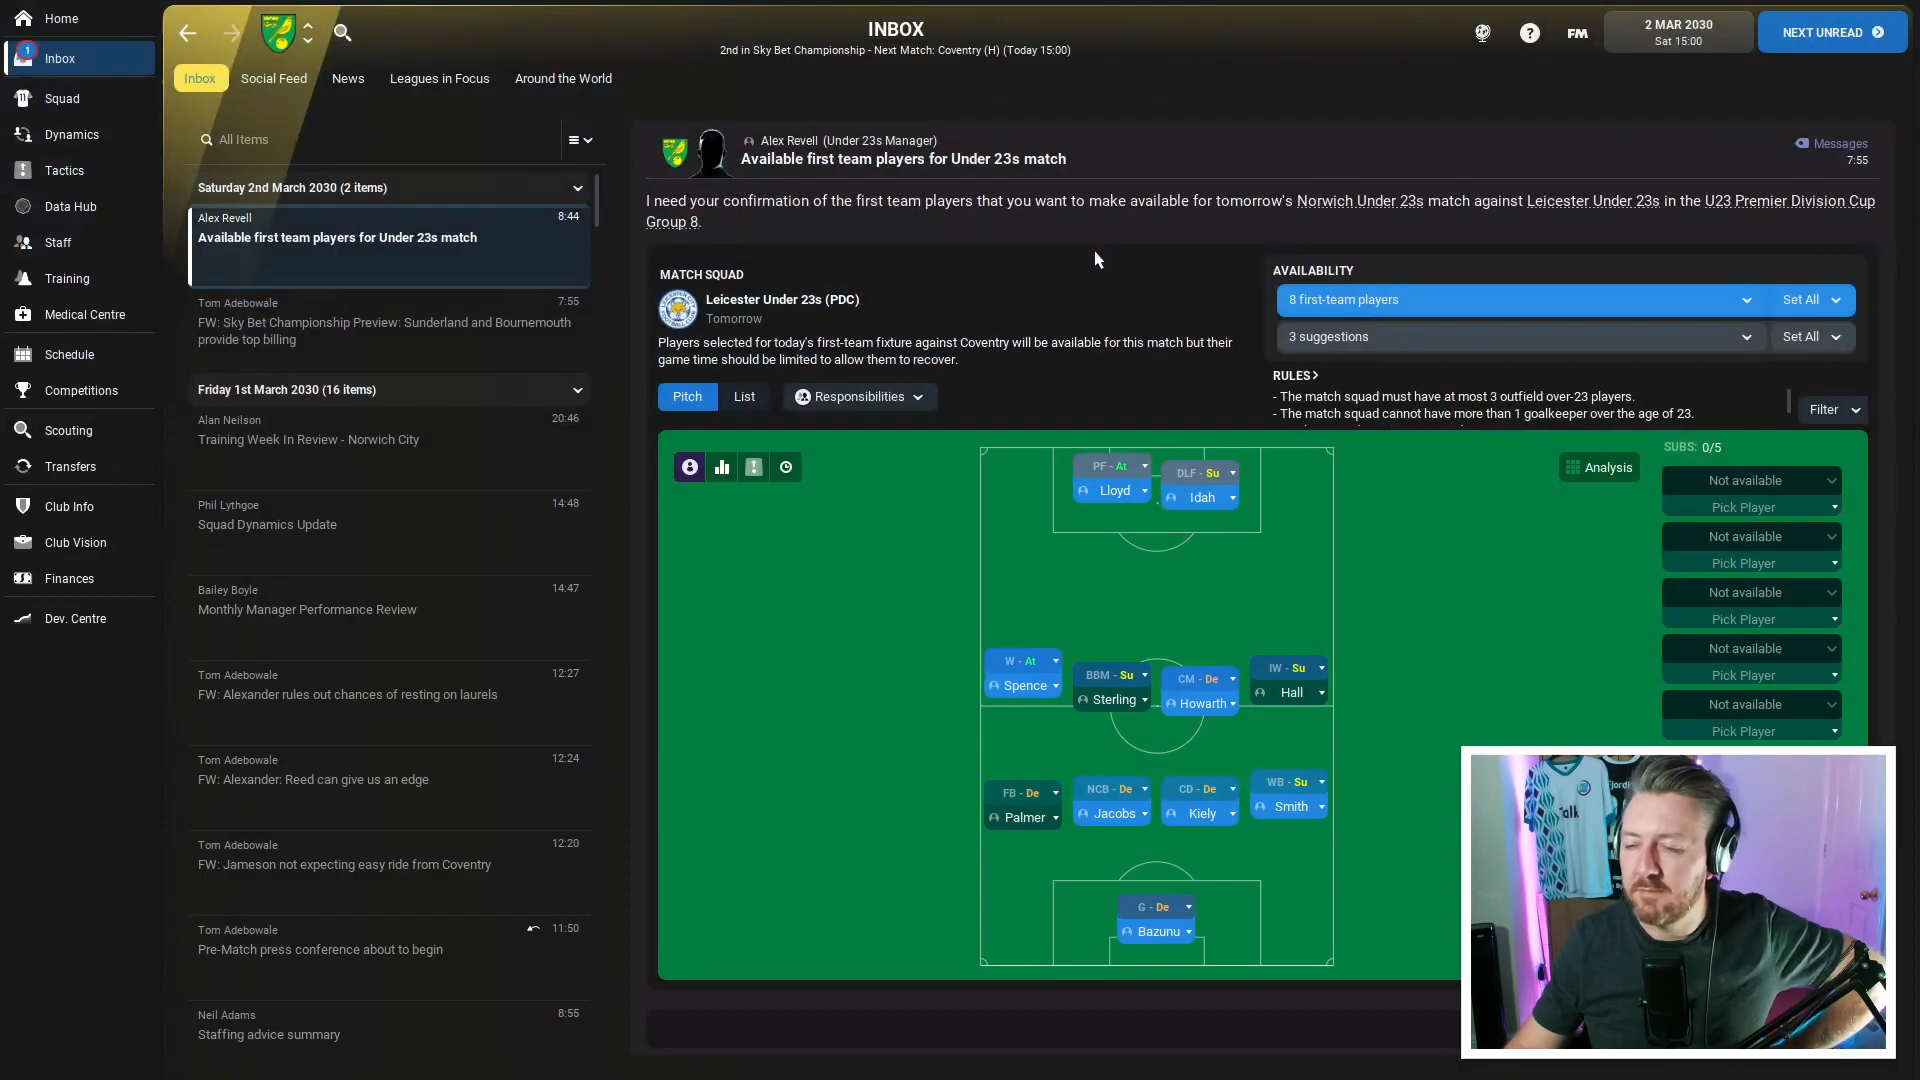 Home
1
Inbox
Squad
Dynamics
Tactics
Data Hub
Staff
Training
Medical Centre
Schedule
Competitions
Scouting
Transfers
Club Info
Club Vision
Finances
Dev. Centre
INBOX
2nd in Sky Bet Championship - Next Match: Coventry (H) (Today 15:00)
FM
2 MAR 2030
Sat 15:00
NEXT UNREAD
Inbox
Social Feed
News
Leagues in Focus
Around the World
All Items
Saturday 2nd March 2030 (2 items)
Alex Revell 8:44
Available first team players for Under 23s match
Tom Adebowale 7:55
FW: Sky Bet Championship Preview: Sunderland and Bournemouth
provide top billing
Friday 1st March 2030 (16 items)
Alan Neilson 20:46
Training Week In Review - Norwich City
Phil Lythgoe 14:48
Squad Dynamics Update
Bailey Boyle 14:47
Monthly Manager Performance Review
Tom Adebowale 12:27
FW: Alexander rules out chances of resting on laurels
Tom Adebowale 12:24
FW: Alexander: Reed can give us an edge
Tom Adebowale 12:20
FW: Jameson not expecting easy ride from Coventry
Tom Adebowale 11:50
Pre-Match press conference about to begin
Neil Adams 8:55
Staffing advice summary
Alex Revell (Under 23s Manager)
Available first team players for Under 23s match
Messages
7:55
I need your confirmation of the first team players that you want to make available for tomorrow's Norwich Under 23s match against Leicester Under 23s in the U23 Premier Division Cup
Group 8.
MATCH SQUAD
Leicester Under 23s (PDC)
Tomorrow
Players selected for today's first-team fixture against Coventry will be available for this match but their
game time should be limited to allow them to recover.
Pitch
List
Responsibilities
AVAILABILITY
8 first-team players
Set All
3 suggestions
Set All
RULES>
- The match squad must have at most 3 outfield over-23 players.
- The match squad cannot have more than 1 goalkeeper over the age of 23.
Filter
Analysis
SUBS: 0/5
Not available
Pick Player
Not available
Pick Player
Not available
Pick Player
Not available
Pick Player
Not available
Pick Player
PF - At
Lloyd
DLF - Su
Idah
W - At
Spence
BBM - Su
Sterling
CM - De
Howarth
IW - Su
Hall
FB - De
Palmer
NCB - De
Jacobs
CD - De
Kiely
WB - Su
Smith
G - De
Bazunu
Talk